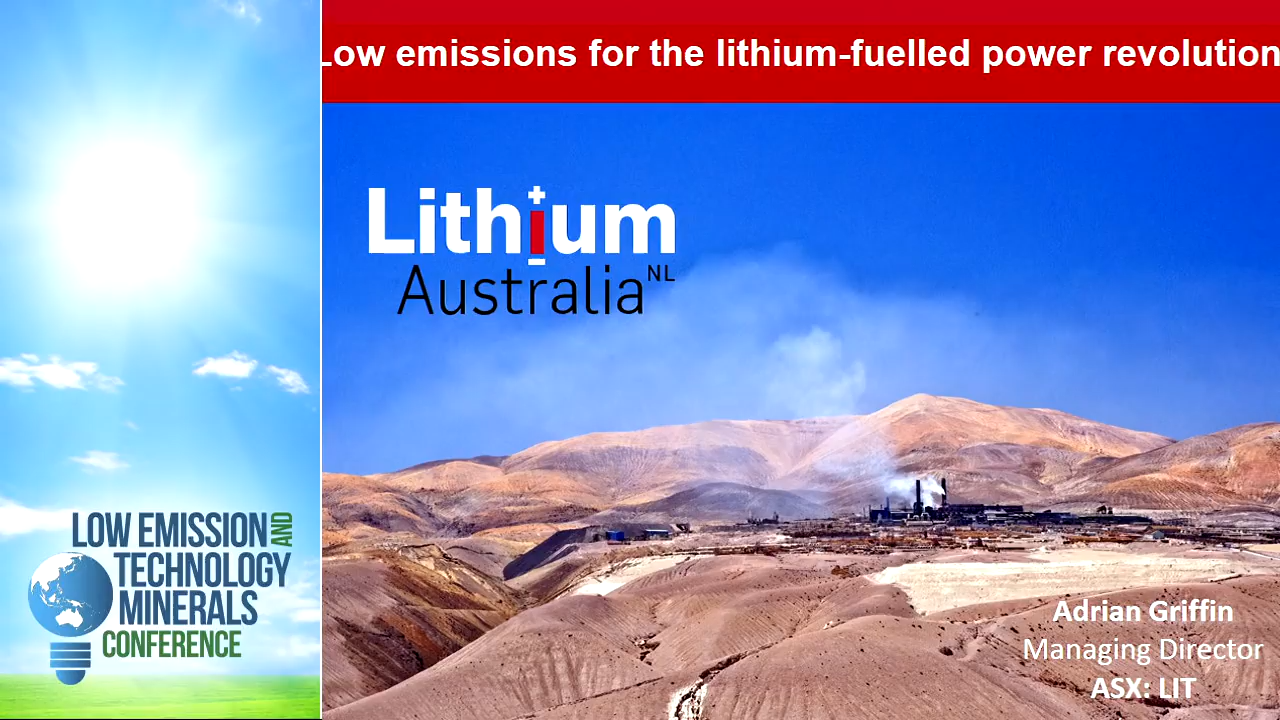 Low emissions for the lithium-fuelled power revolution
Lithium
Australia NL
LOW EMISSION AND
TECHNOLOGY
MINERALS
CONFERENCE
Adrian Griffin
Managing Director
ASX: LIT